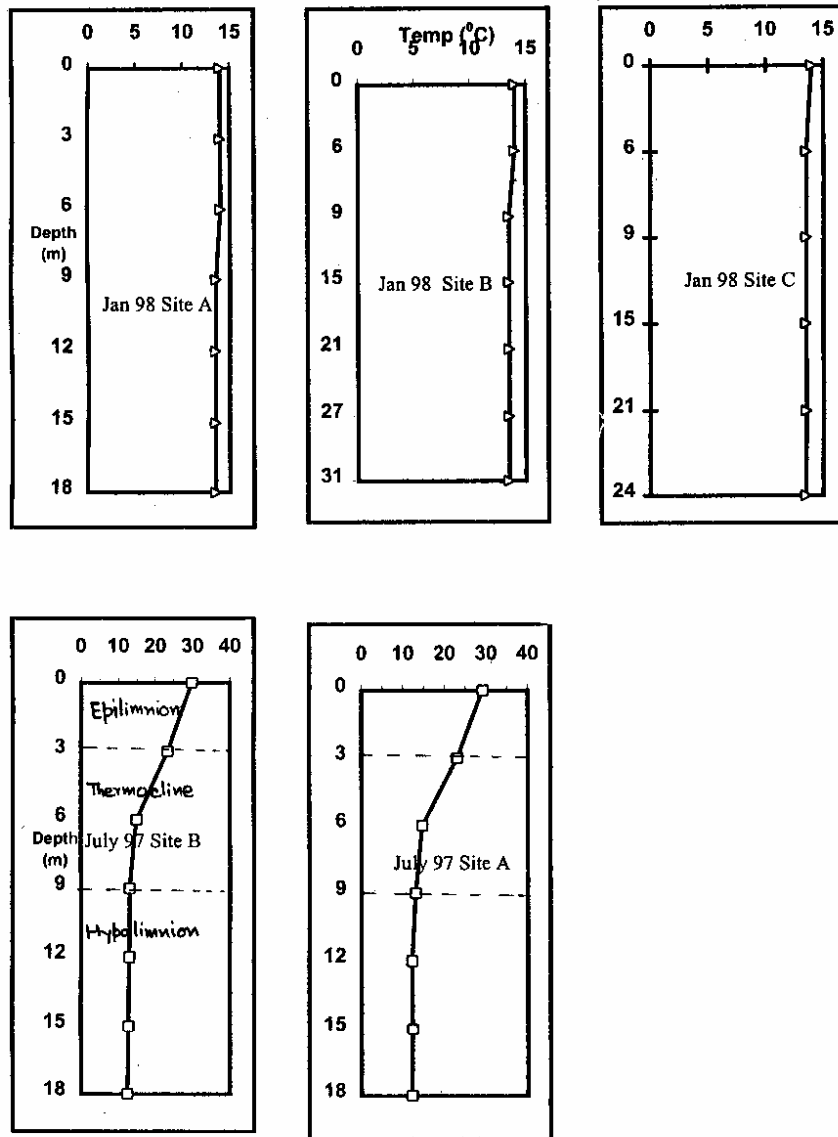 0 5 10 15
0
3
6
Depth
(m)
9
Jan 98 Site A
12
15
18
Temp (⁰C)
0 5 10 15
0
6
9
15
Jan 98 Site B
21
27
31
0 5 10 15
0
6
9
Jan 98 Site C
15
21
24
0 10 20 30 40
0
Epilimnion
3
Thermocline
6
Depth
(m)
July 97 Site B
9
Hypolimnion
12
15
18
0 10 20 30 40
0
3
6
July 97 Site A
9
12
15
18